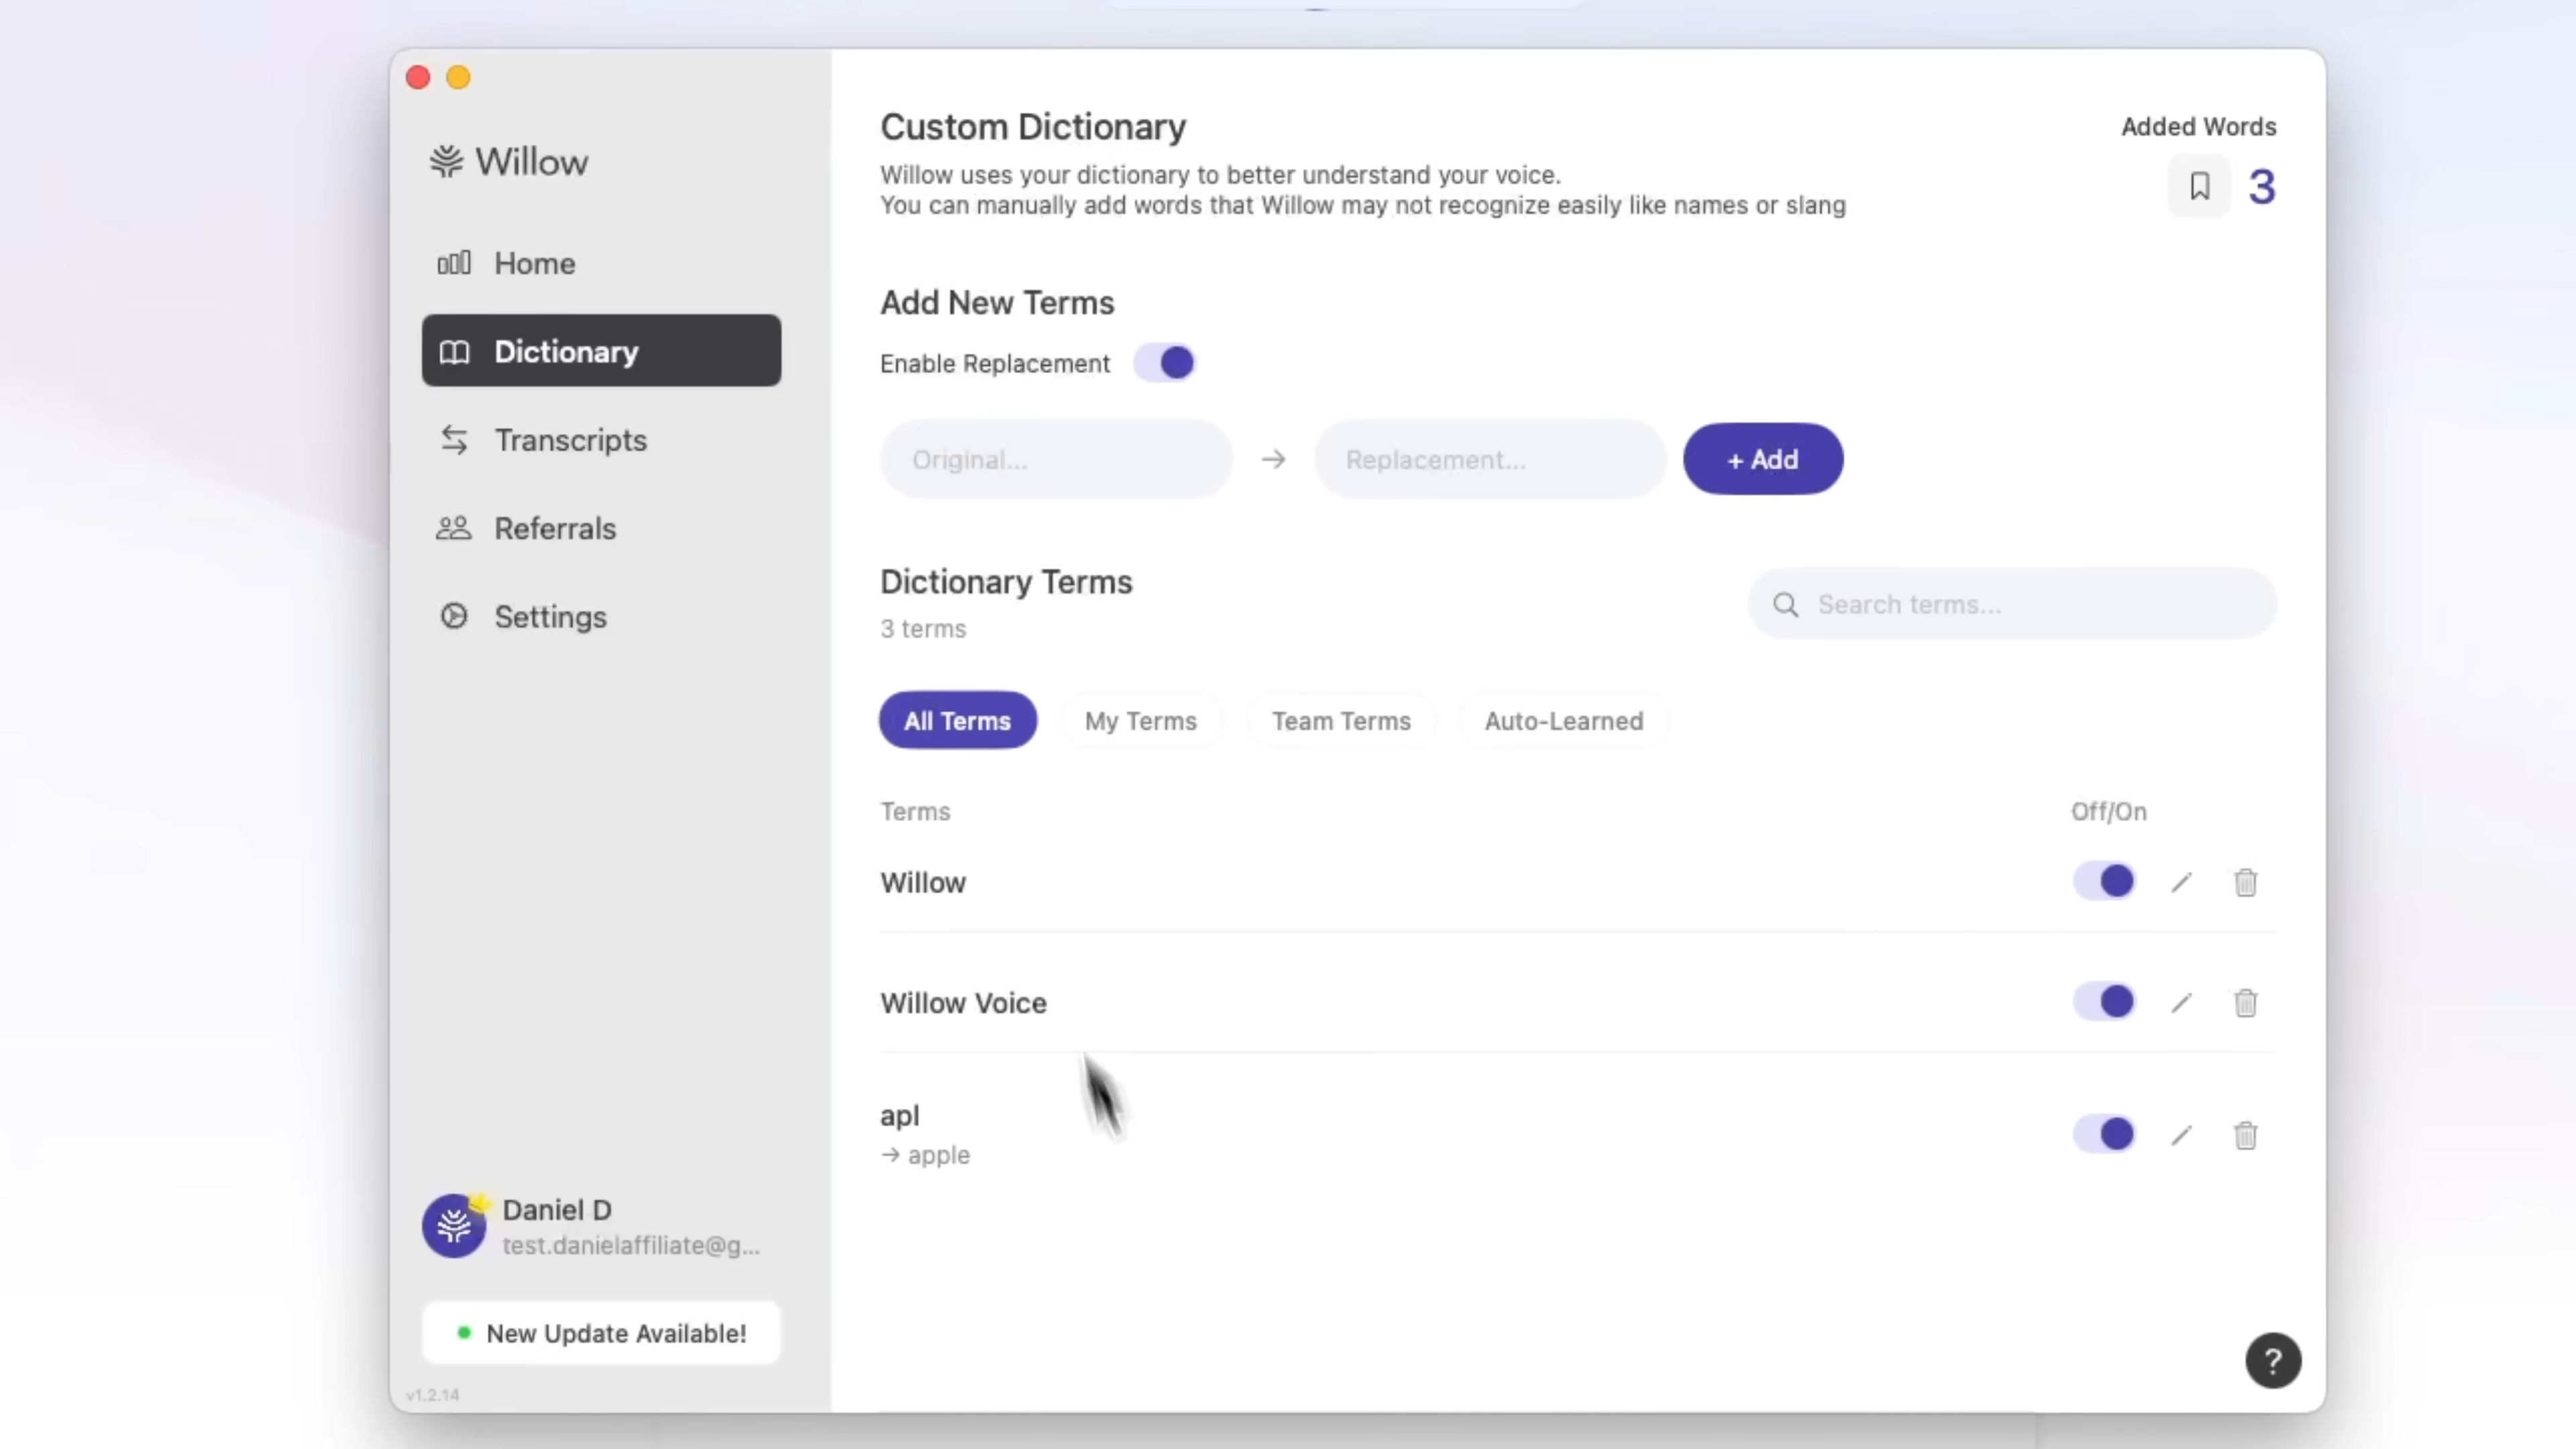 Willow
Home
Dictionary
Transcripts
Referrals
Settings
Daniel D
test.danielaffiliate@g...
New Update Available!
v1.2.14
Custom Dictionary
Willow uses your dictionary to better understand your voice.
You can manually add words that Willow may not recognize easily like names or slang
Added Words
3
Add New Terms
Enable Replacement
Original...
→
Replacement...
+ Add
Dictionary Terms
3 terms
Search terms...
All Terms
My Terms
Team Terms
Auto-Learned
Terms
Off/On
Willow
Willow Voice
apl
→ apple
?